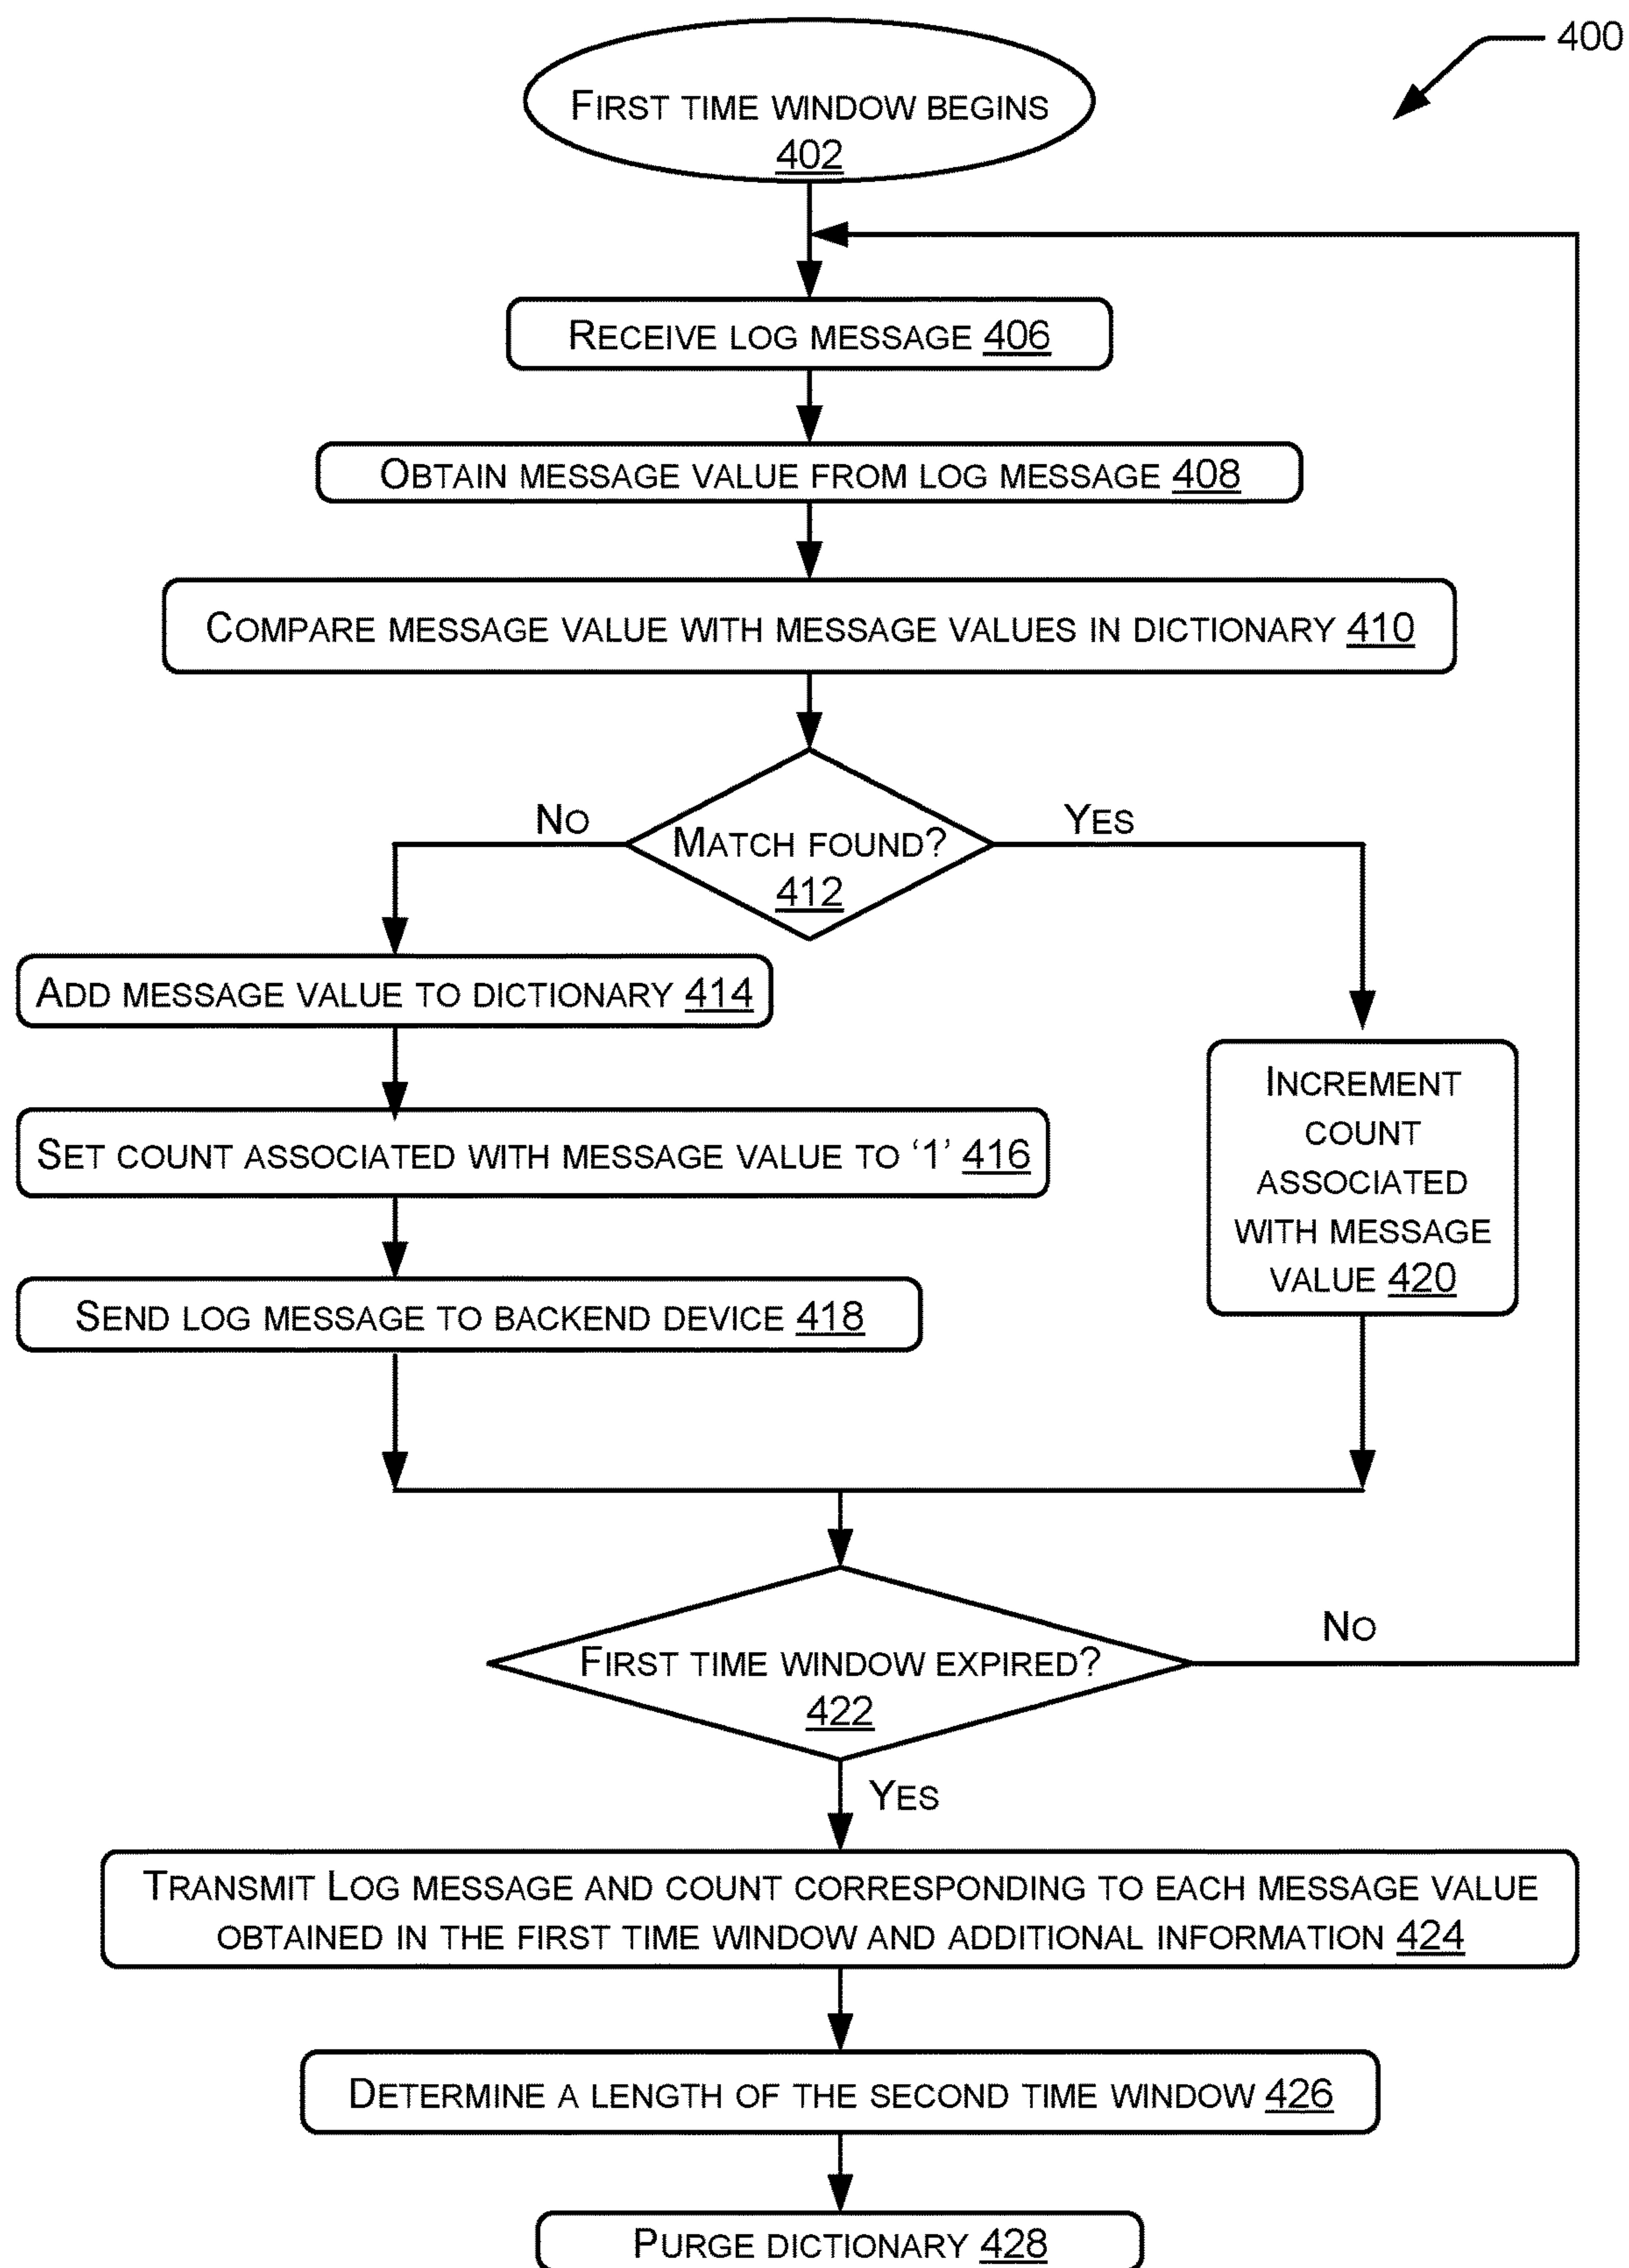 400
First time window begins
402
Receive log message 406
Obtain message value from log message 408
Compare message value with message values in dictionary 410
No
Yes
Match found?
412
Add message value to dictionary 414
Set count associated with message value to ‘1’ 416
Send log message to backend device 418
Increment
count
associated
with message
value 420
First time window expired?
422
No
Yes
Transmit Log message and count corresponding to each message value
obtained in the first time window and additional information 424
Determine a length of the second time window 426
Purge dictionary 428